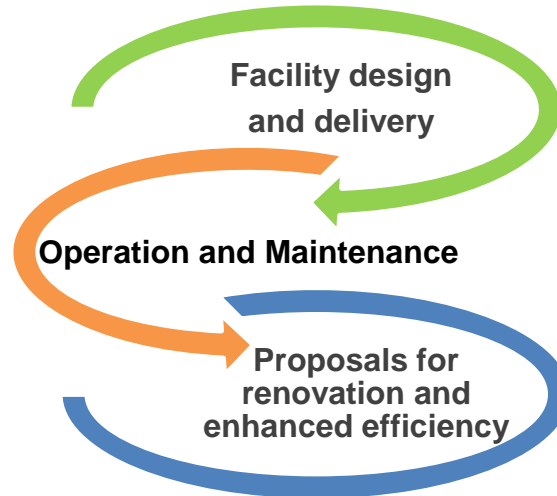 Facility design
and delivery
Operation and Maintenance
Proposals for
renovation and
enhanced efficiency